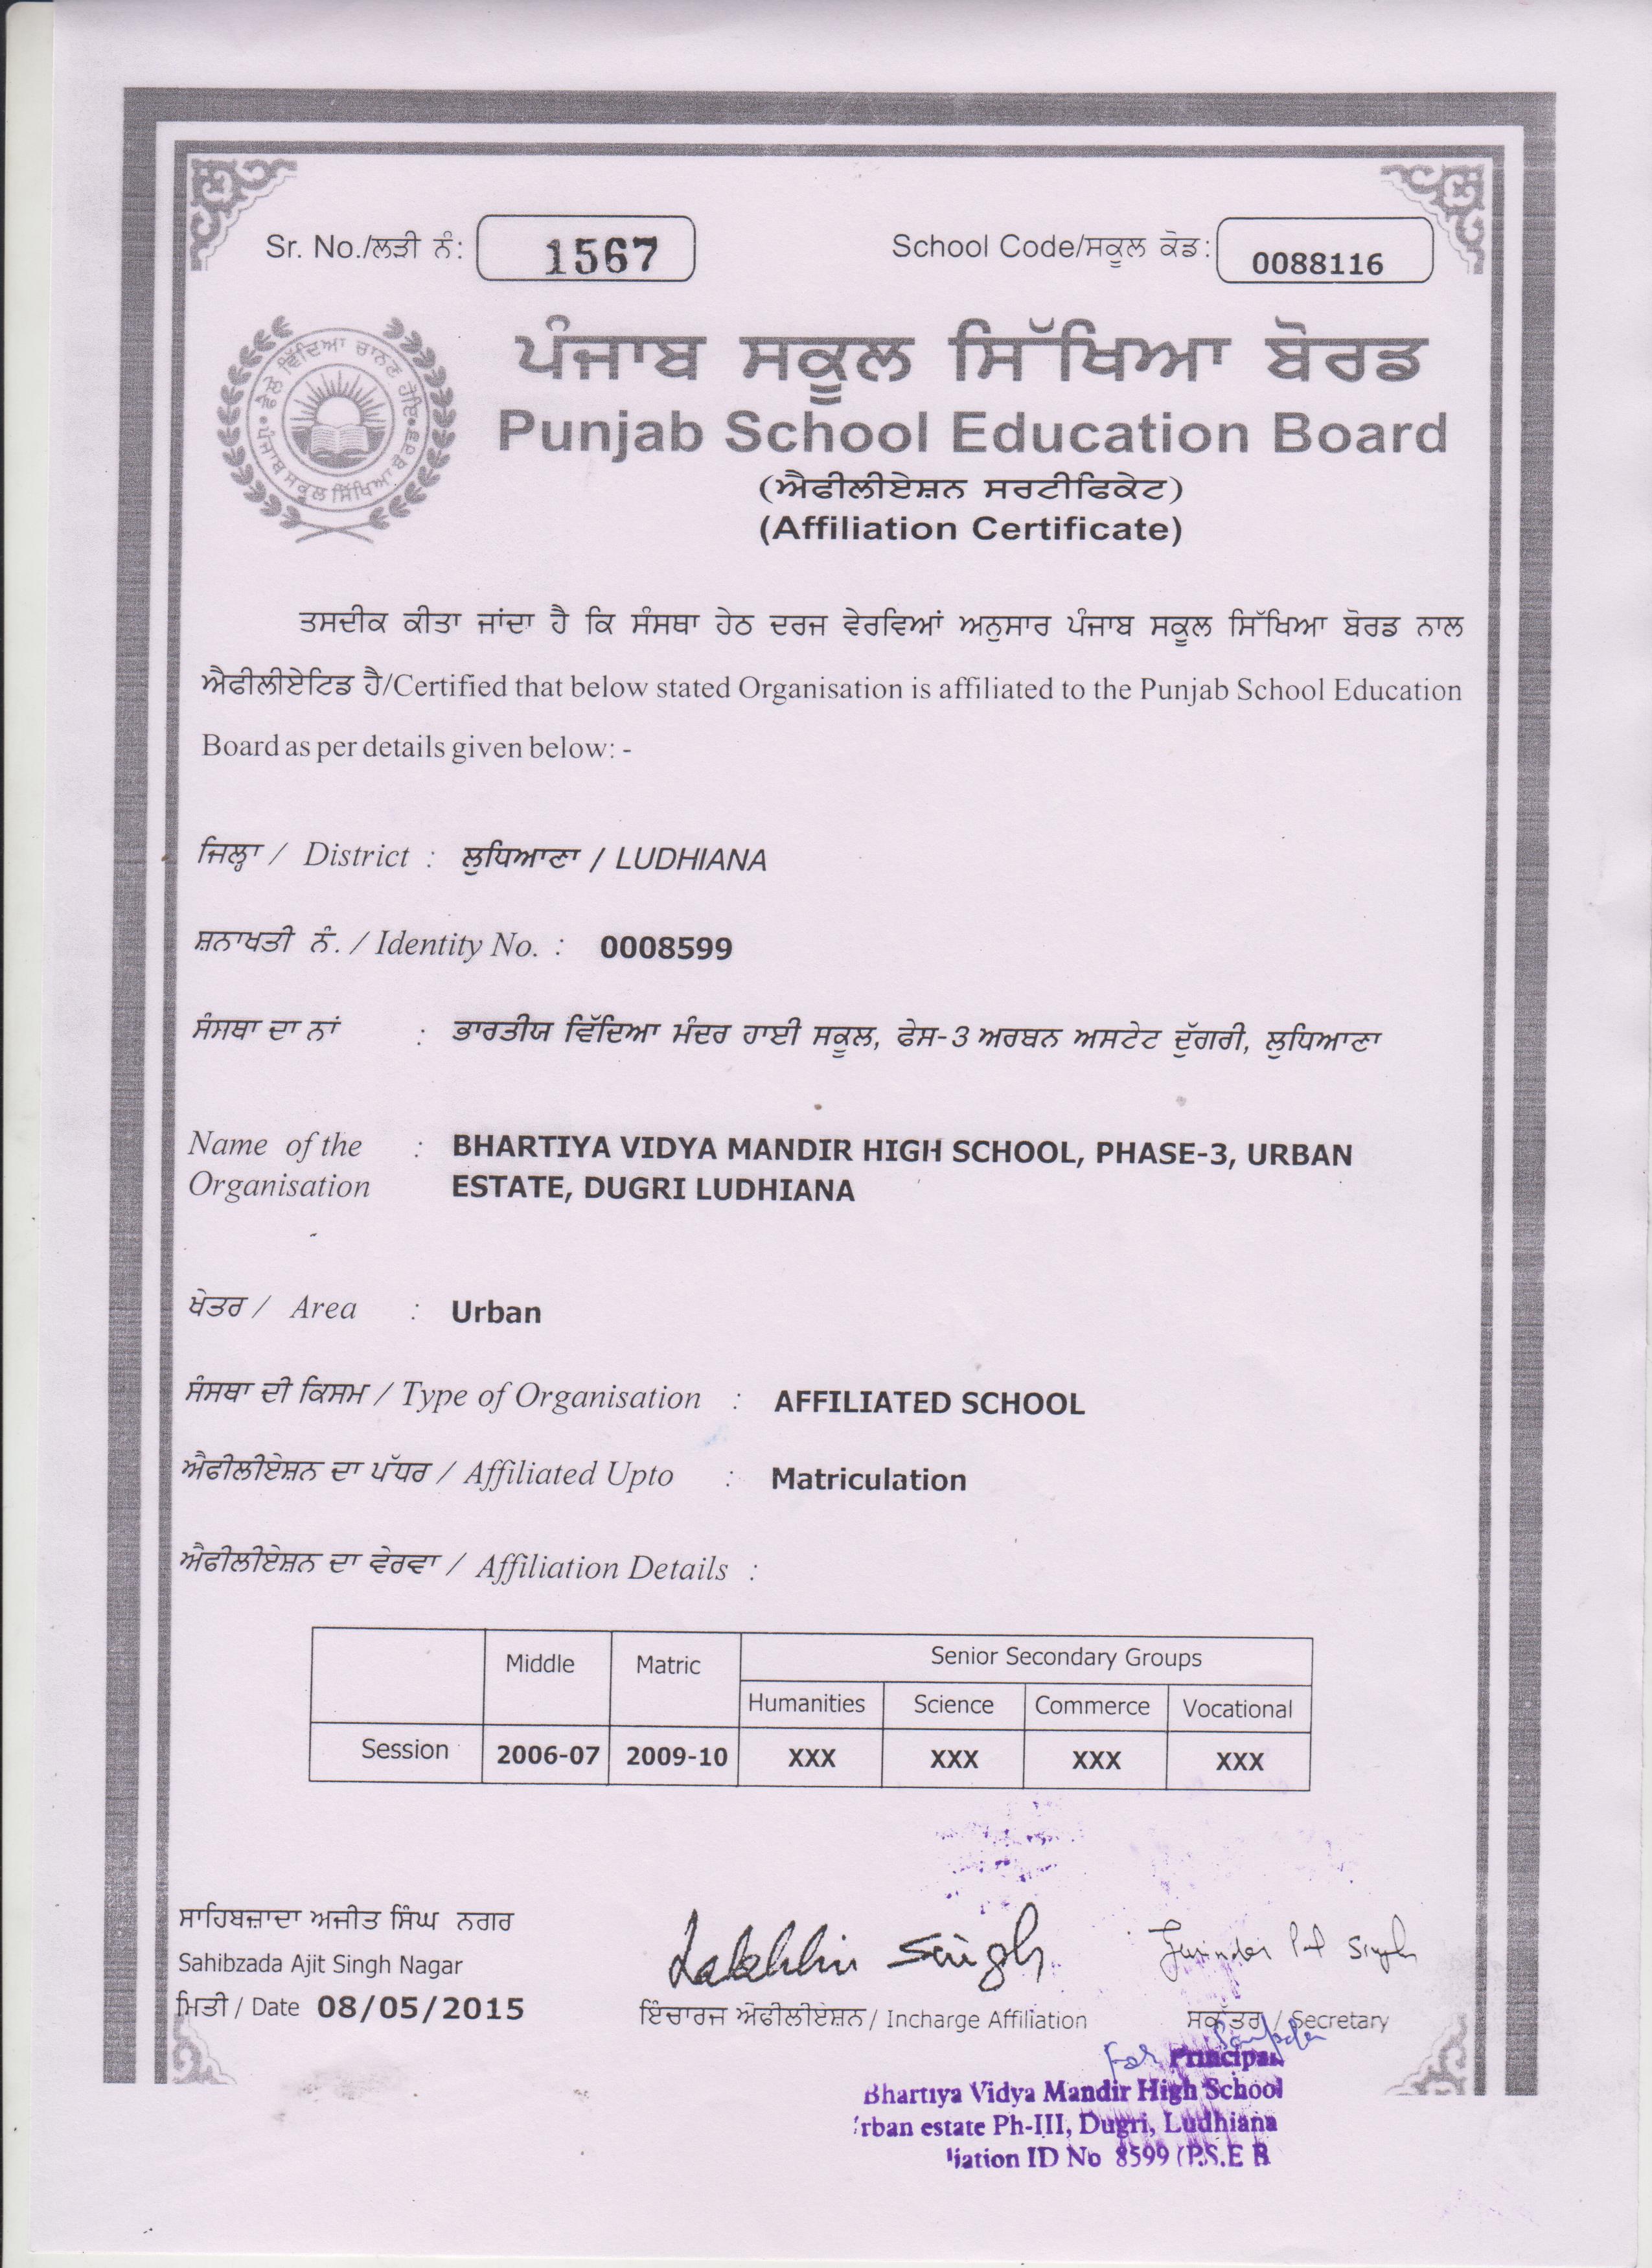 Sr. No./ਲੜੀ ਨੰ: 1567 School Code/ਸਕੂਲ ਕੋਡ: 0088116
ਪੰਜਾਬ ਸਕੂਲ ਸਿੱਖਿਆ ਬੋਰਡ
Punjab School Education Board
(ਐਫੀਲੀਏਸ਼ਨ ਸਰਟੀਫਿਕੇਟ)
(Affiliation Certificate)
ਫੈਲੇ ਵਿੱਦਿਆ ਚਾਨਣ ਹੋਇ
ਪੰਜਾਬ ਸਕੂਲ ਸਿੱਖਿਆ ਬੋਰਡ
ਤਸਦੀਕ ਕੀਤਾ ਜਾਂਦਾ ਹੈ ਕਿ ਸੰਸਥਾ ਹੇਠ ਦਰਜ ਵੇਰਵਿਆਂ ਅਨੁਸਾਰ ਪੰਜਾਬ ਸਕੂਲ ਸਿੱਖਿਆ ਬੋਰਡ ਨਾਲ
ਐਫੀਲੀਏਟਿਡ ਹੈ/Certified that below stated Organisation is affiliated to the Punjab School Education
Board as per details given below: -
ਜਿਲ੍ਹਾ / District : ਲੁਧਿਆਣਾ / LUDHIANA
ਸ਼ਨਾਖਤੀ ਨੰ. / Identity No. : 0008599
ਸੰਸਥਾ ਦਾ ਨਾਂ : ਭਾਰਤੀਯ ਵਿੱਦਿਆ ਮੰਦਰ ਹਾਈ ਸਕੂਲ, ਫੇਸ-3 ਅਰਬਨ ਅਸਟੇਟ ਦੁੱਗਰੀ, ਲੁਧਿਆਣਾ
Name of the : BHARTIYA VIDYA MANDIR HIGH SCHOOL, PHASE-3, URBAN
Organisation ESTATE, DUGRI LUDHIANA
ਖੇਤਰ / Area : Urban
ਸੰਸਥਾ ਦੀ ਕਿਸਮ / Type of Organisation : AFFILIATED SCHOOL
ਐਫੀਲੀਏਸ਼ਨ ਦਾ ਪੱਧਰ / Affiliated Upto : Matriculation
ਐਫੀਲੀਏਸ਼ਨ ਦਾ ਵੇਰਵਾ / Affiliation Details :
Middle Matric Senior Secondary Groups
Humanities Science Commerce Vocational
Session 2006-07 2009-10 XXX XXX XXX XXX
ਸਾਹਿਬਜ਼ਾਦਾ ਅਜੀਤ ਸਿੰਘ ਨਗਰ
Sahibzada Ajit Singh Nagar
ਮਿਤੀ / Date 08/05/2015
Singh
Singh
ਇੰਚਾਰਜ ਐਫੀਲੀਏਸ਼ਨ / Incharge Affiliation
ਸਕੱਤਰ / Secretary
For
Principal
Bhartiya Vidya Mandir High School
rban estate Ph-III, Dugri, Ludhiana
liation ID No 8599 (P.S.E B